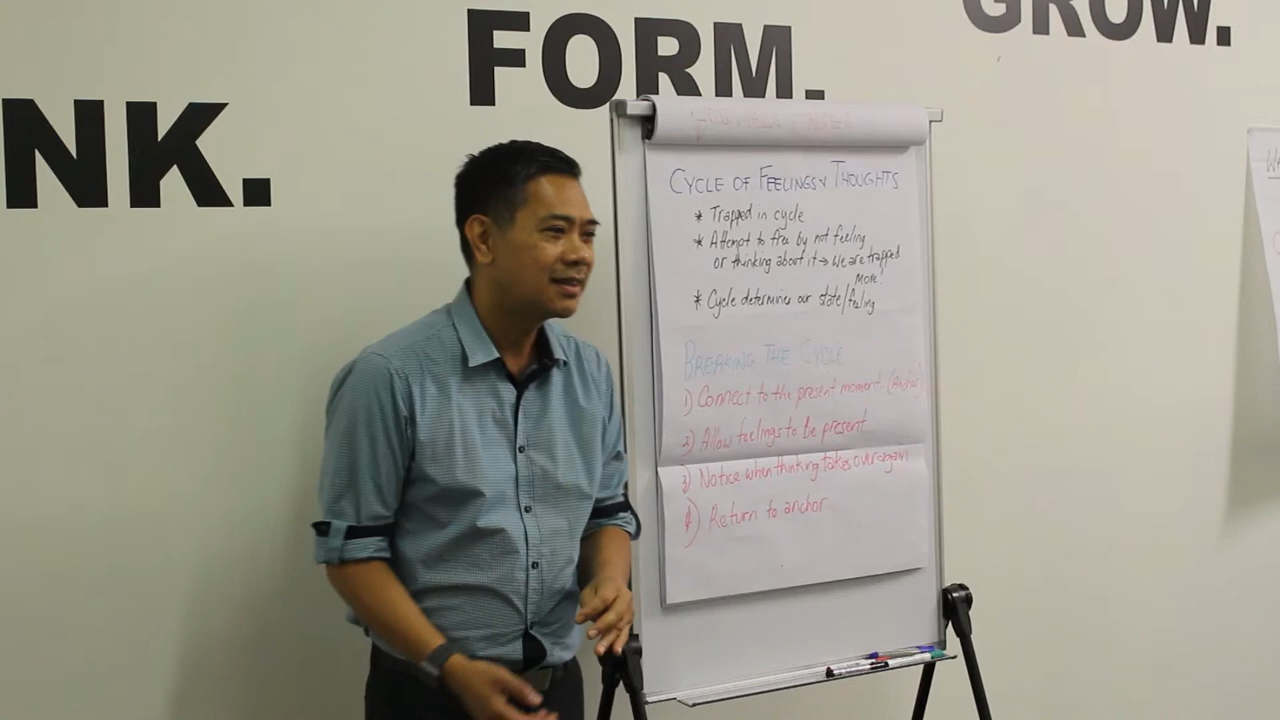 NK.
FORM.
GROW.
CYCLE OF FEELINGS & THOUGHTS
* Trapped in cycle
* Attempt to free by not feeling
or thinking about it → We are trapped
more!
* Cycle determines our state/feeling
BREAKING THE CYCLE
1) Connect to the present moment. (Anchor)
2) Allow feelings to be present
3) Notice when thinking takes over again
4) Return to anchor